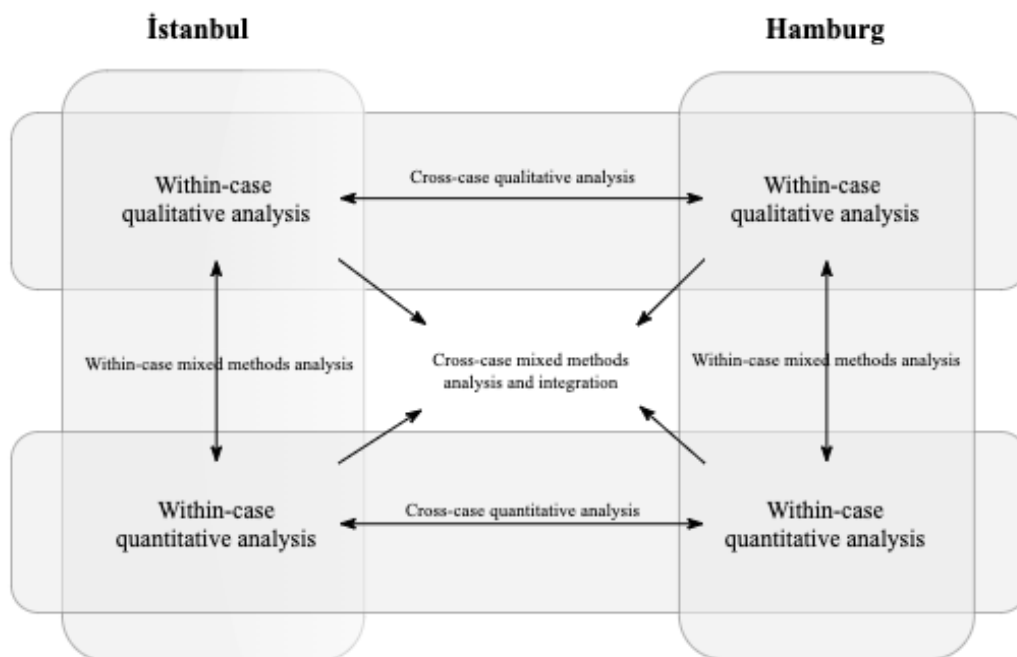 İstanbul
Hamburg
Within-case
qualitative analysis
Cross-case qualitative analysis
Within-case
qualitative analysis
Within-case mixed methods analysis
Cross-case mixed methods
analysis and integration
Within-case mixed methods analysis
Within-case
quantitative analysis
Cross-case quantitative analysis
Within-case
quantitative analysis